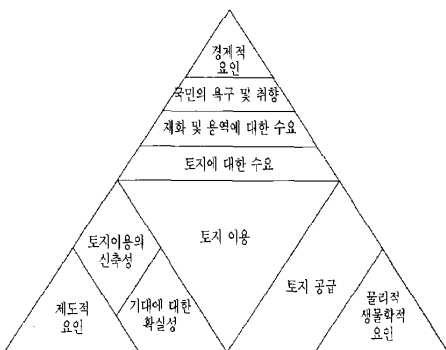 경제적
요인
국민의 욕구 및 취향
재화 및 용역에 대한 수요
토지에 대한 수요
토지이용의
신축성
토지 이용
제도적
요인
기대에 대한
확실성
토지 공급
물리적
생물학적
요인